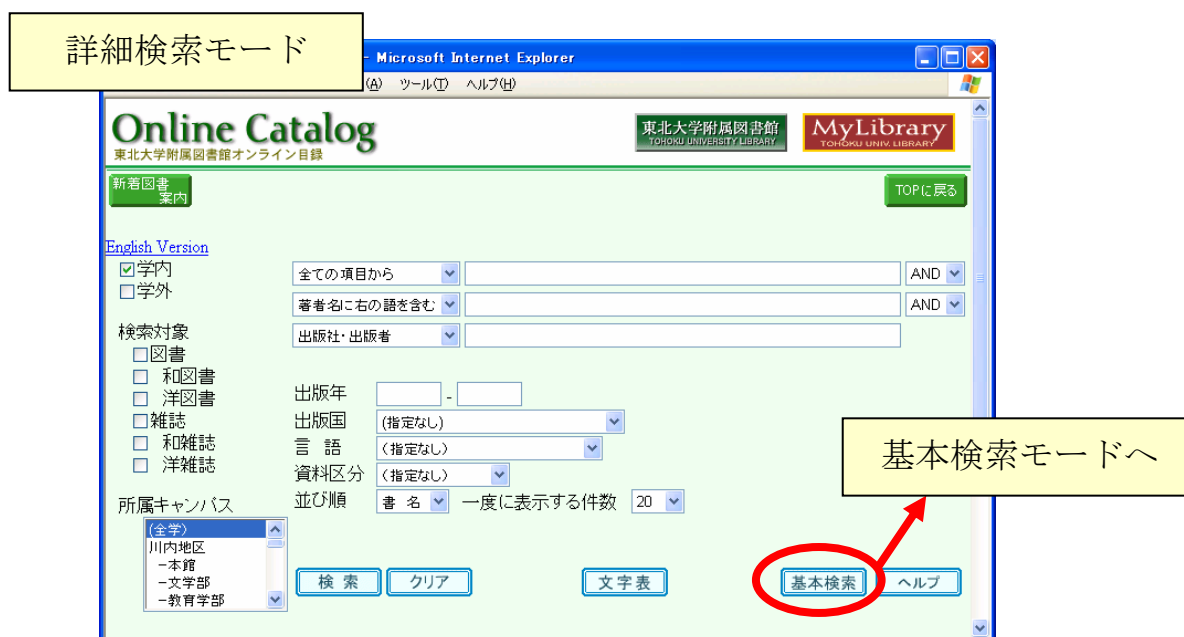 詳細検索モード
- Microsoft Internet Explorer
(A) ツール(T) ヘルプ(H)
Online Catalog
東北大学附属図書館オンライン目録
東北大学附属図書館
TOHOKU UNIVERSITY LIBRARY
MyLibrary
TOHOKU UNIV. LIBRARY
新着図書
案内
TOPに戻る
English Version
学内
学外
全ての項目から
AND
著者名に右の語を含む
AND
出版社・出版者
検索対象
図書
和図書
洋図書
雑誌
和雑誌
洋雑誌
出版年 -
出版国 (指定なし)
言 語 (指定なし)
資料区分 (指定なし)
並び順 書 名 一度に表示する件数 20
基本検索モードへ
所属キャンバス
(全学)
川内地区
-本館
-文学部
-教育学部
検 索 クリア 文字表 基本検索 ヘルプ